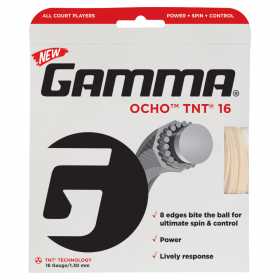 ALL COURT PLAYERS
POWER + SPIN + CONTROL
NEW
GAMMA®
OCHO™ TNT® 16
• 8 edges bite the ball for
ultimate spin & control
• Power
• Lively response
TNT² TECHNOLOGY
16 Gauge/1.30 mm